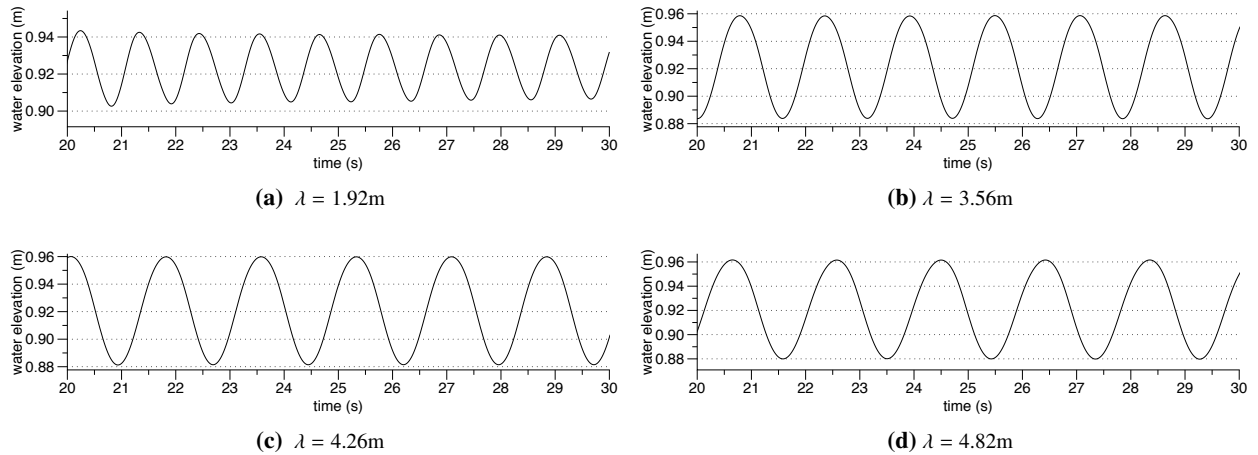 water elevation (m)
0.94
0.92
0.90
20 21 22 23 24 25 26 27 28 29 30
time (s)
(a) λ = 1.92m
water elevation (m)
0.96
0.94
0.92
0.90
0.88
20 21 22 23 24 25 26 27 28 29 30
time (s)
(b) λ = 3.56m
water elevation (m)
0.96
0.94
0.92
0.90
0.88
20 21 22 23 24 25 26 27 28 29 30
time (s)
(c) λ = 4.26m
water elevation (m)
0.96
0.94
0.92
0.90
0.88
20 21 22 23 24 25 26 27 28 29 30
time (s)
(d) λ = 4.82m